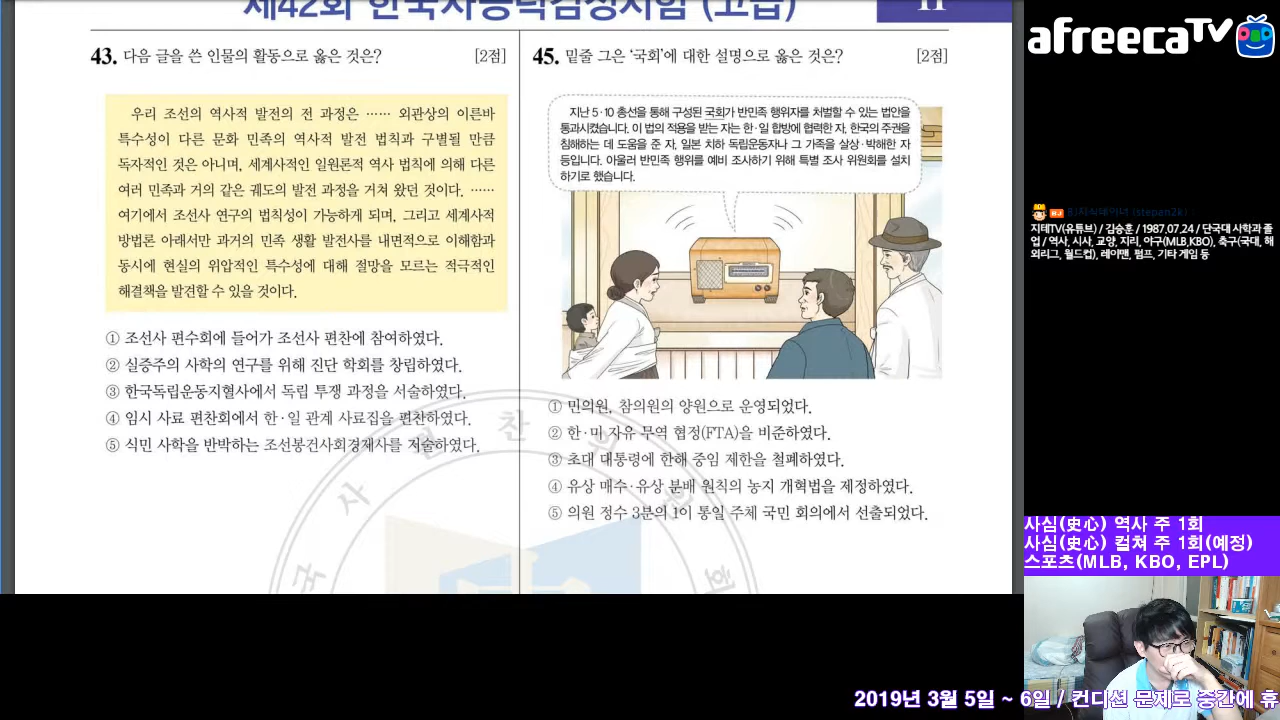 제42회 한국사능력검정시험 (고급)
43. 다음 글을 쓴 인물의 활동으로 옳은 것은? [2점]
우리 조선의 역사적 발전의 전 과정은 …… 외관상의 이른바
특수성이 다른 문화 민족의 역사적 발전 법칙과 구별될 만큼
독자적인 것은 아니며, 세계사적인 일원론적 역사 법칙에 의해 다른
여러 민족과 거의 같은 궤도의 발전 과정을 거쳐 왔던 것이다. ……
여기에서 조선사 연구의 법칙성이 가능하게 되며, 그리고 세계사적
방법론 아래서만 과거의 민족 생활 발전사를 내면적으로 이해함과
동시에 현실의 위압적인 특수성에 대해 절망을 모르는 적극적인
해결책을 발견할 수 있을 것이다.
① 조선사 편수회에 들어가 조선사 편찬에 참여하였다.
② 실증주의 사학의 연구를 위해 진단 학회를 창립하였다.
③ 한국독립운동지혈사에서 독립 투쟁 과정을 서술하였다.
④ 임시 사료 편찬회에서 한·일 관계 사료집을 편찬하였다.
⑤ 식민 사학을 반박하는 조선봉건사회경제사를 저술하였다.
45. 밑줄 그은 '국회'에 대한 설명으로 옳은 것은? [2점]
지난 5·10 총선을 통해 구성된 국회가 반민족 행위자를 처벌할 수 있는 법안을
통과시켰습니다. 이 법의 적용을 받는 자는 한·일 합방에 협력한 자, 한국의 주권을
침해하는 데 도움을 준 자, 일본 치하 독립운동자나 그 가족을 살상·박해한 자
등입니다. 아울러 반민족 행위를 예비 조사하기 위해 특별 조사 위원회를 설치
하기로 했습니다.
① 민의원, 참의원의 양원으로 운영되었다.
② 한·미 자유 무역 협정(FTA)을 비준하였다.
③ 초대 대통령에 한해 중임 제한을 철폐하였다.
④ 유상 매수·유상 분배 원칙의 농지 개혁법을 제정하였다.
⑤ 의원 정수 3분의 1이 통일 주체 국민 회의에서 선출되었다.
국 사 편 찬 위 원 회
afreecaTV
BJ BJ지식테이너 (stepan2k) :
지테TV(유튜브) / 김승훈 / 1987.07.24 / 단국대 사학과 졸
업 / 역사, 시사, 교양, 지리, 야구(MLB,KBO), 축구(국대, 해
외리그, 월드컵), 레이맨, 펌프, 기타 게임 등
사심(史心) 역사 주 1회
사심(史心) 컬쳐 주 1회(예정)
스포츠(MLB, KBO, EPL)
2019년 3월 5일 ~ 6일 / 컨디션 문제로 중간에 휴